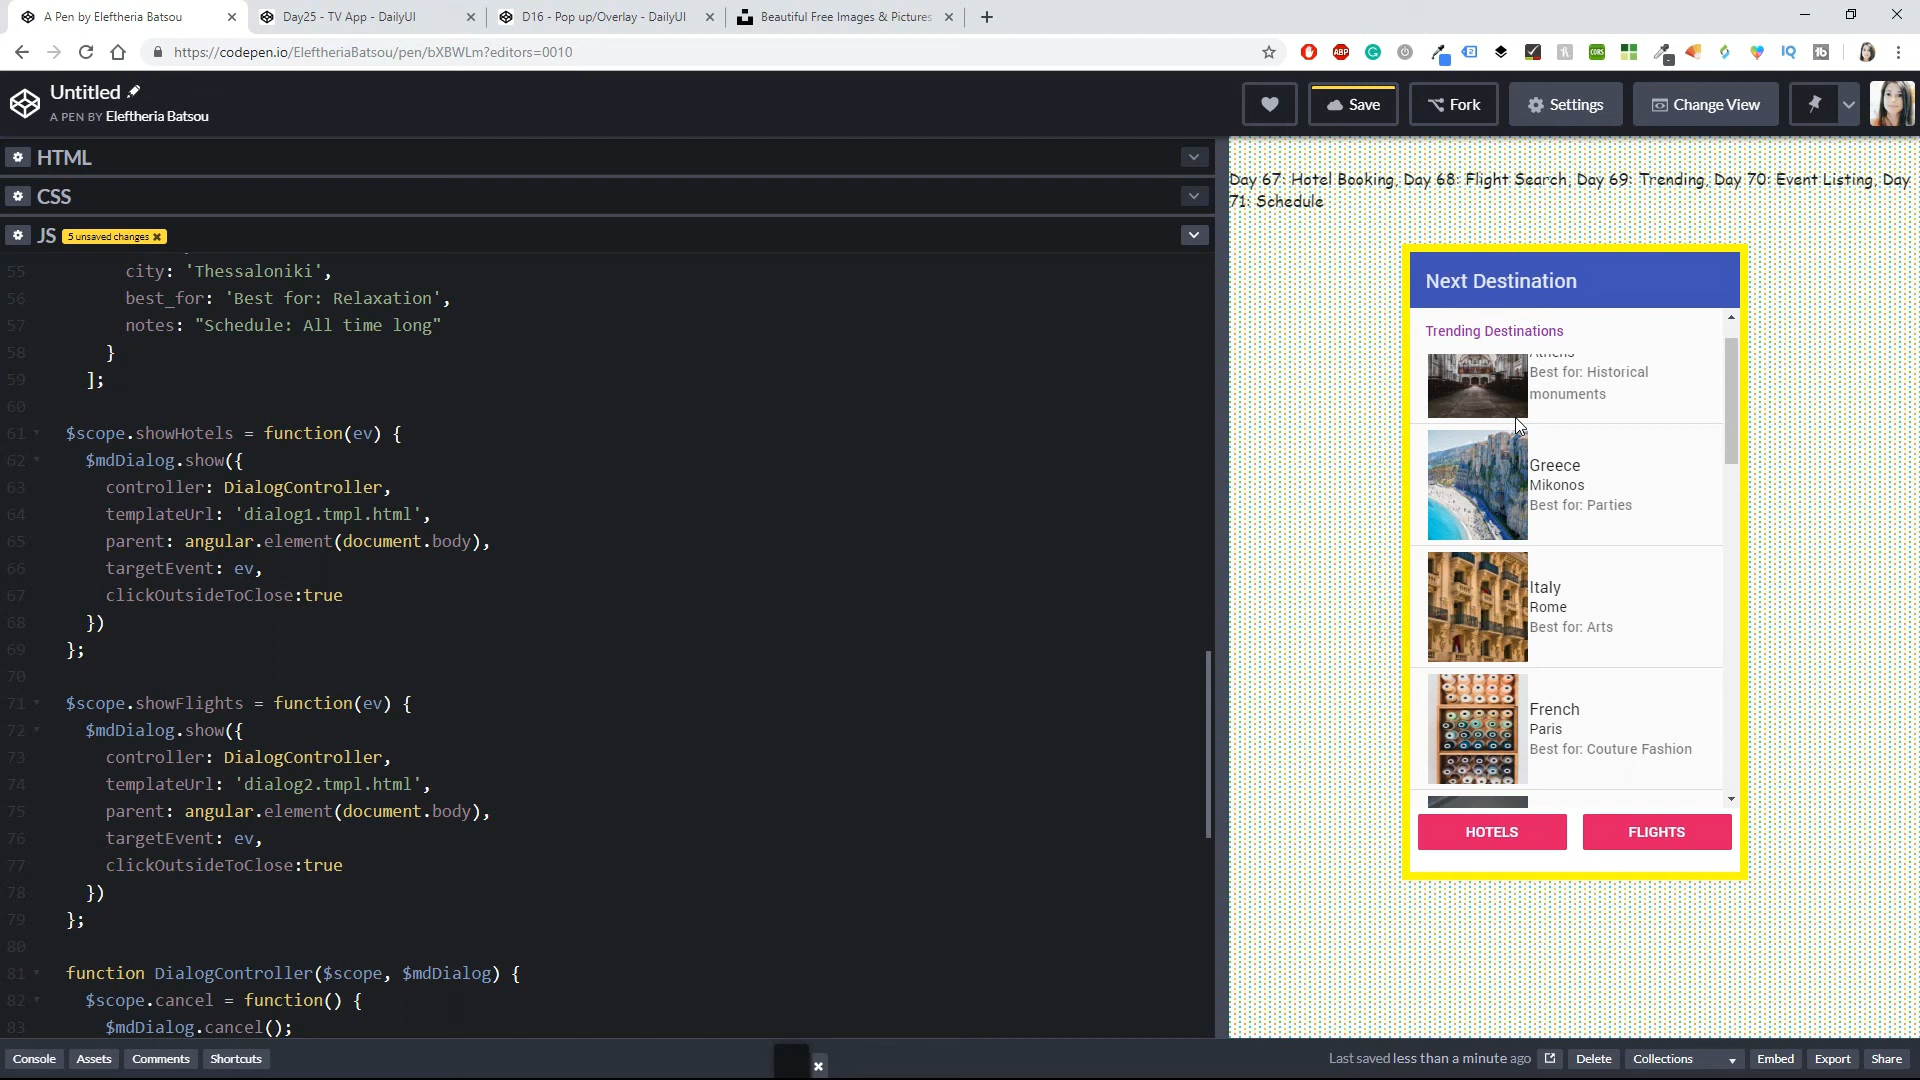 A Pen by Eleftheria Batsou
Day25 - TV App - DailyUI
D16 - Pop up/Overlay - DailyUI
Beautiful Free Images & Pictures
https://codepen.io/EleftheriaBatsou/pen/bXBWLm?editors=0010
Untitled
A PEN BY Eleftheria Batsou
Save
Fork
Settings
Change View
HTML
CSS
JS 5 unsaved changes
55 city: 'Thessaloniki',
56 best_for: 'Best for: Relaxation',
57 notes: "Schedule: All time long"
58 }
59 ];
60
61 $scope.showHotels = function(ev) {
62 $mdDialog.show({
63 controller: DialogController,
64 templateUrl: 'dialog1.tmpl.html',
65 parent: angular.element(document.body),
66 targetEvent: ev,
67 clickOutsideToClose:true
68 })
69 };
70
71 $scope.showFlights = function(ev) {
72 $mdDialog.show({
73 controller: DialogController,
74 templateUrl: 'dialog2.tmpl.html',
75 parent: angular.element(document.body),
76 targetEvent: ev,
77 clickOutsideToClose:true
78 })
79 };
80
81 function DialogController($scope, $mdDialog) {
82 $scope.cancel = function() {
83 $mdDialog.cancel();
Day 67: Hotel Booking, Day 68: Flight Search, Day 69: Trending, Day 70: Event Listing, Day
71: Schedule
Next Destination
Trending Destinations
Athens
Best for: Historical
monuments
Greece
Mikonos
Best for: Parties
Italy
Rome
Best for: Arts
French
Paris
Best for: Couture Fashion
HOTELS
FLIGHTS
Console
Assets
Comments
Shortcuts
Last saved less than a minute ago
Delete
Collections
Embed
Export
Share